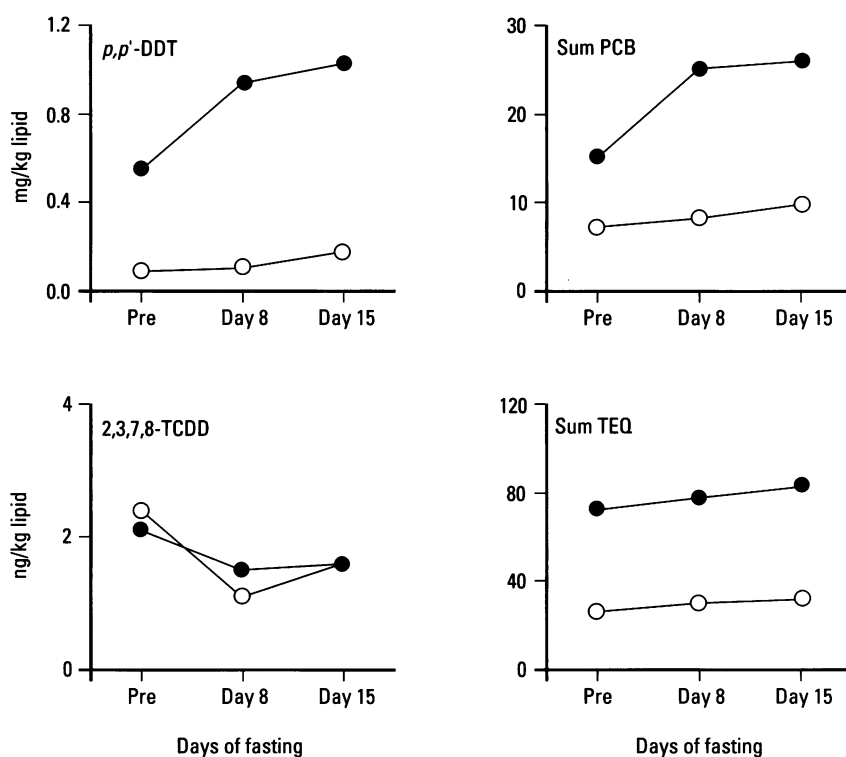 p,p'-DDT
mg/kg lipid
1.2
0.8
0.4
0.0
Pre Day 8 Day 15
Sum PCB
30
20
10
0
Pre Day 8 Day 15
2,3,7,8-TCDD
ng/kg lipid
4
2
0
Pre Day 8 Day 15
Days of fasting
Sum TEQ
120
80
40
0
Pre Day 8 Day 15
Days of fasting